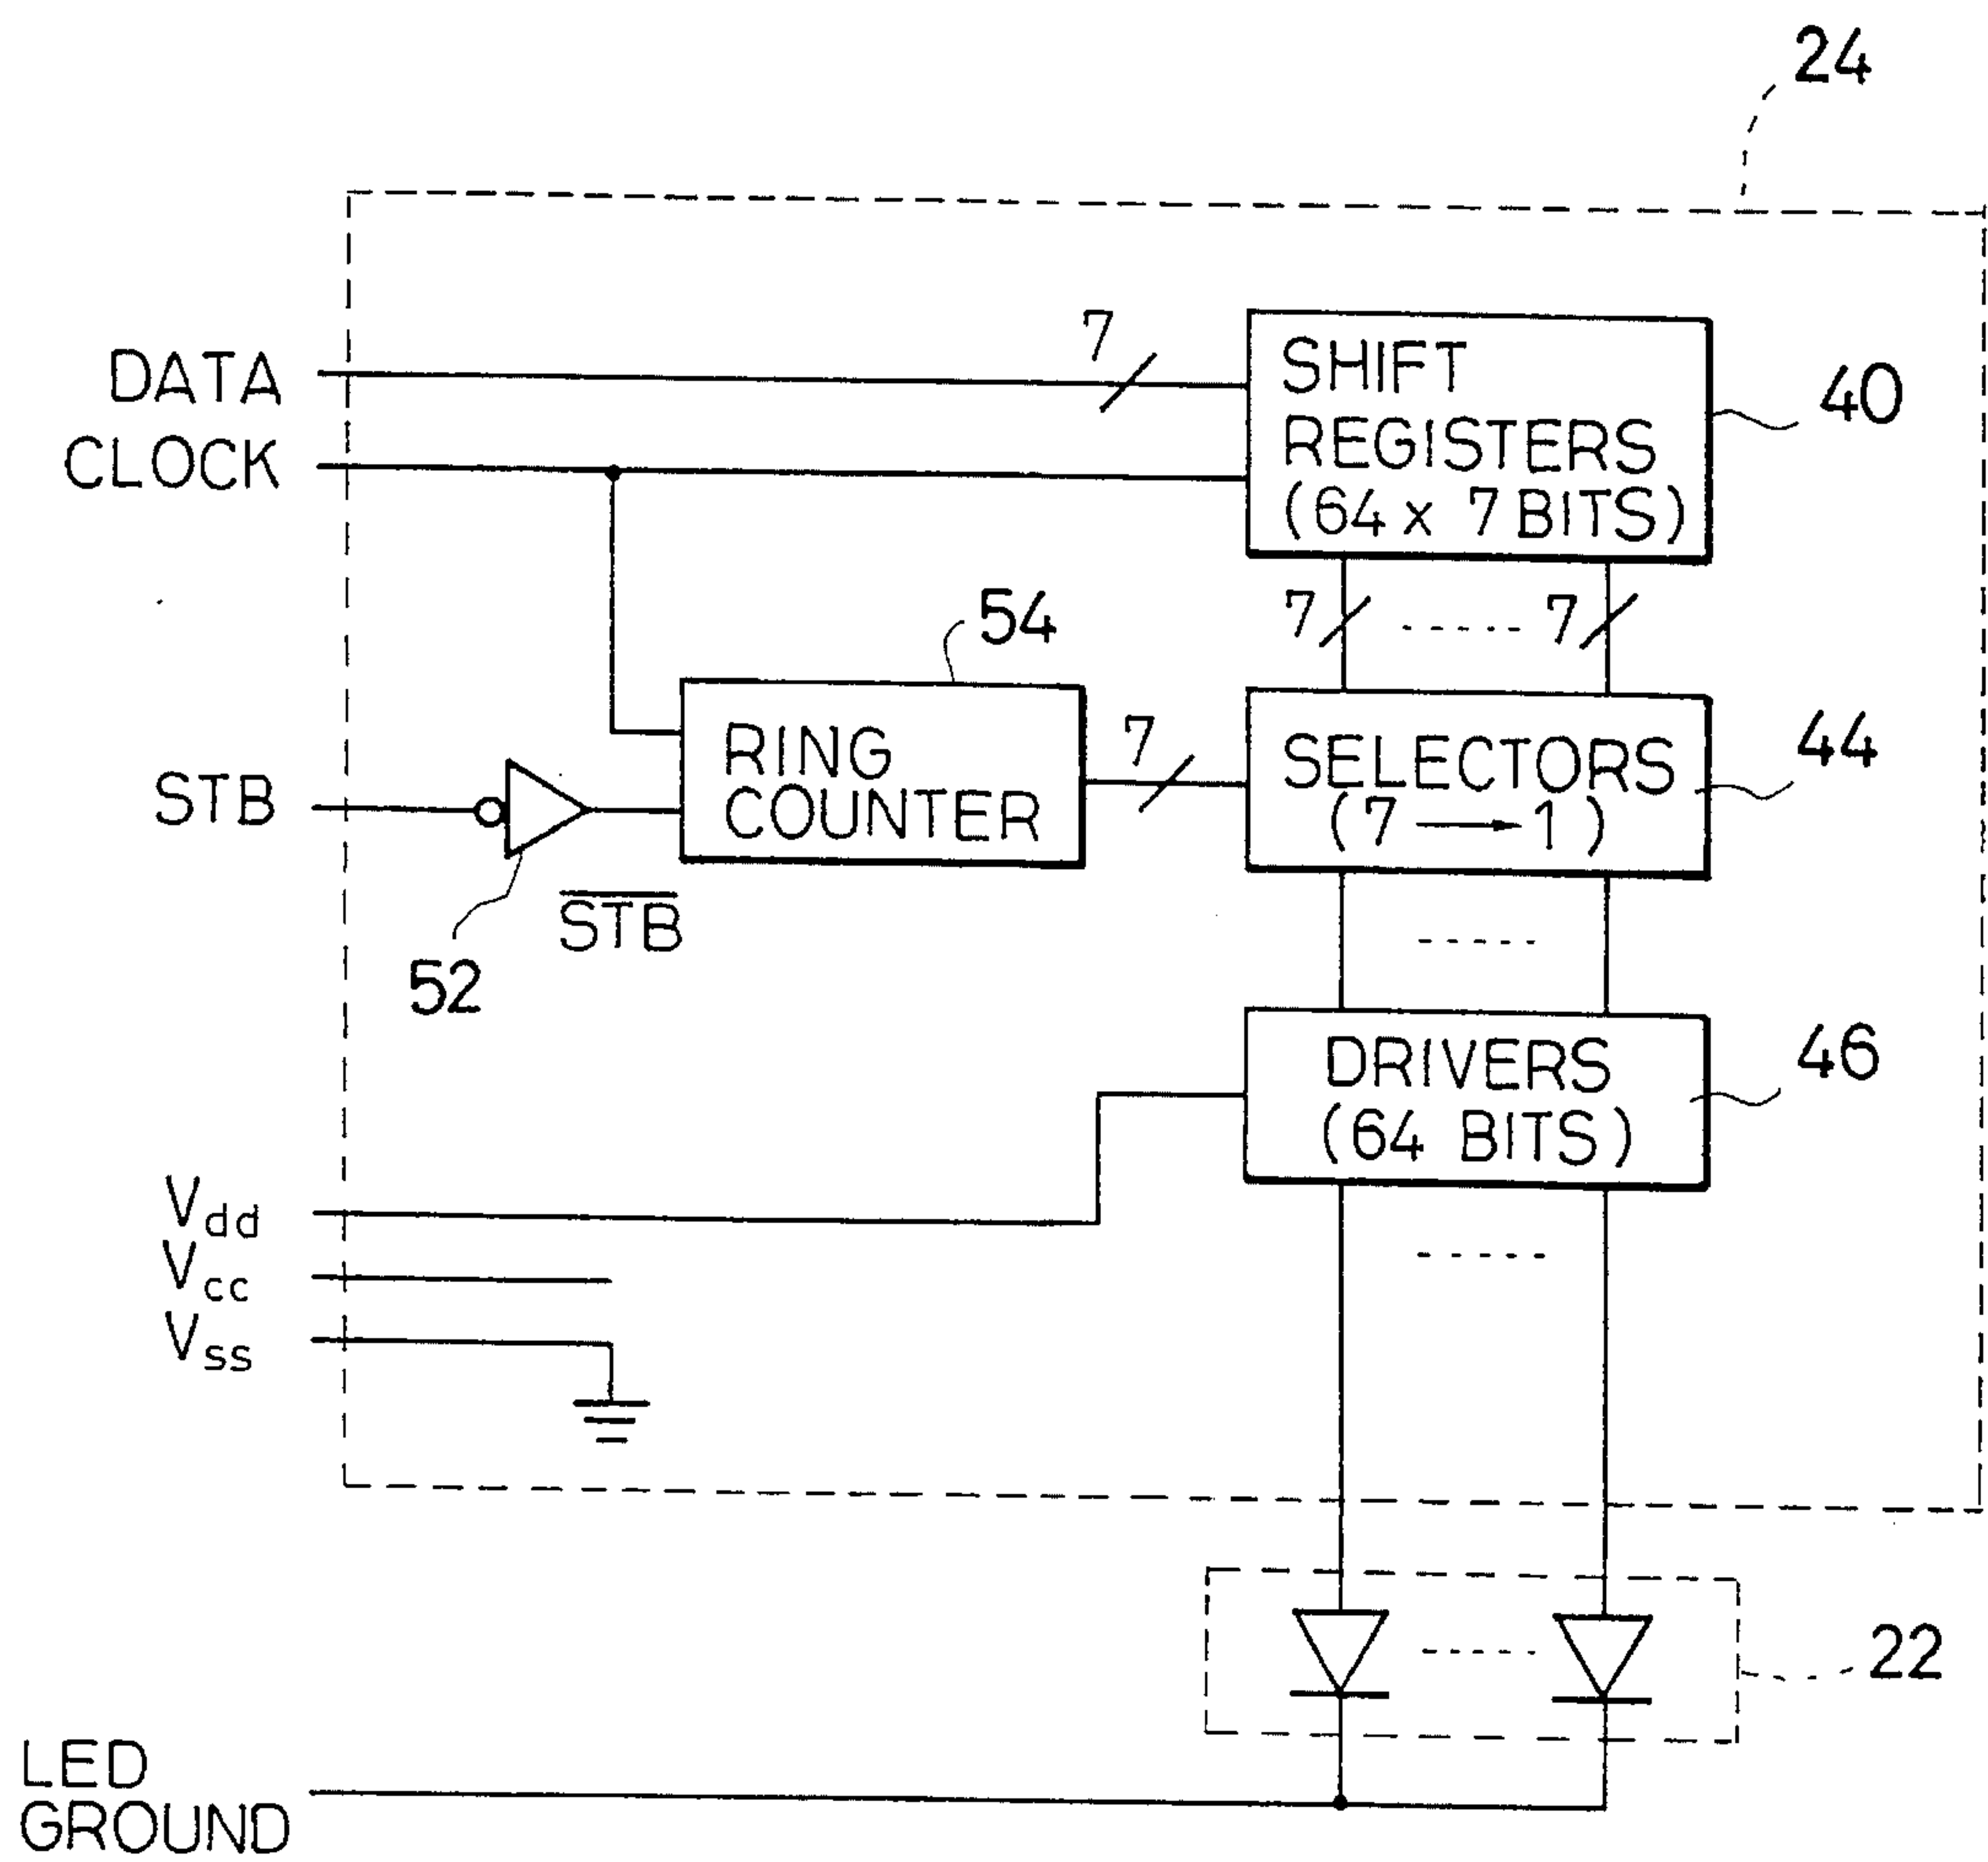 24
DATA
CLOCK
7
SHIFT
REGISTERS
(64 x 7 BITS)
40
7
7
54
STB
RING
COUNTER
7
SELECTORS
(7 → 1)
44
52
S̅T̅B̅
DRIVERS
(64 BITS)
46
Vdd
Vcc
Vss
22
LED
GROUND